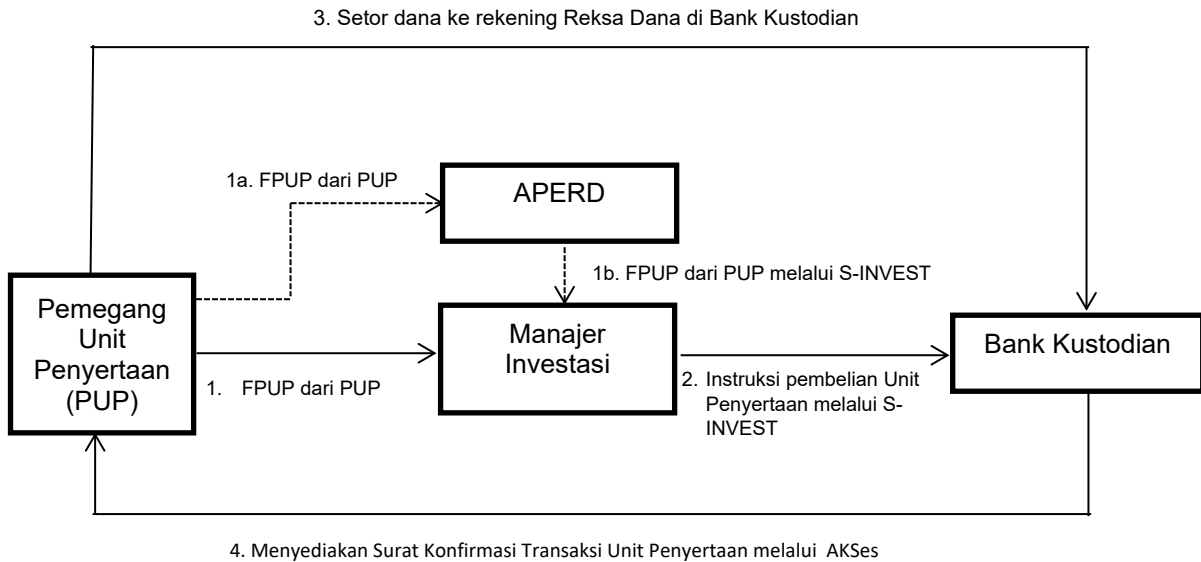 3. Setor dana ke rekening Reksa Dana di Bank Kustodian
1a. FPUP dari PUP
APERD
1b. FPUP dari PUP melalui S-INVEST
Pemegang
Unit
Penyertaan
(PUP)
Manajer
Investasi
Bank Kustodian
1. FPUP dari PUP
2. Instruksi pembelian Unit
Penyertaan melalui S-
INVEST
4. Menyediakan Surat Konfirmasi Transaksi Unit Penyertaan melalui AKSes